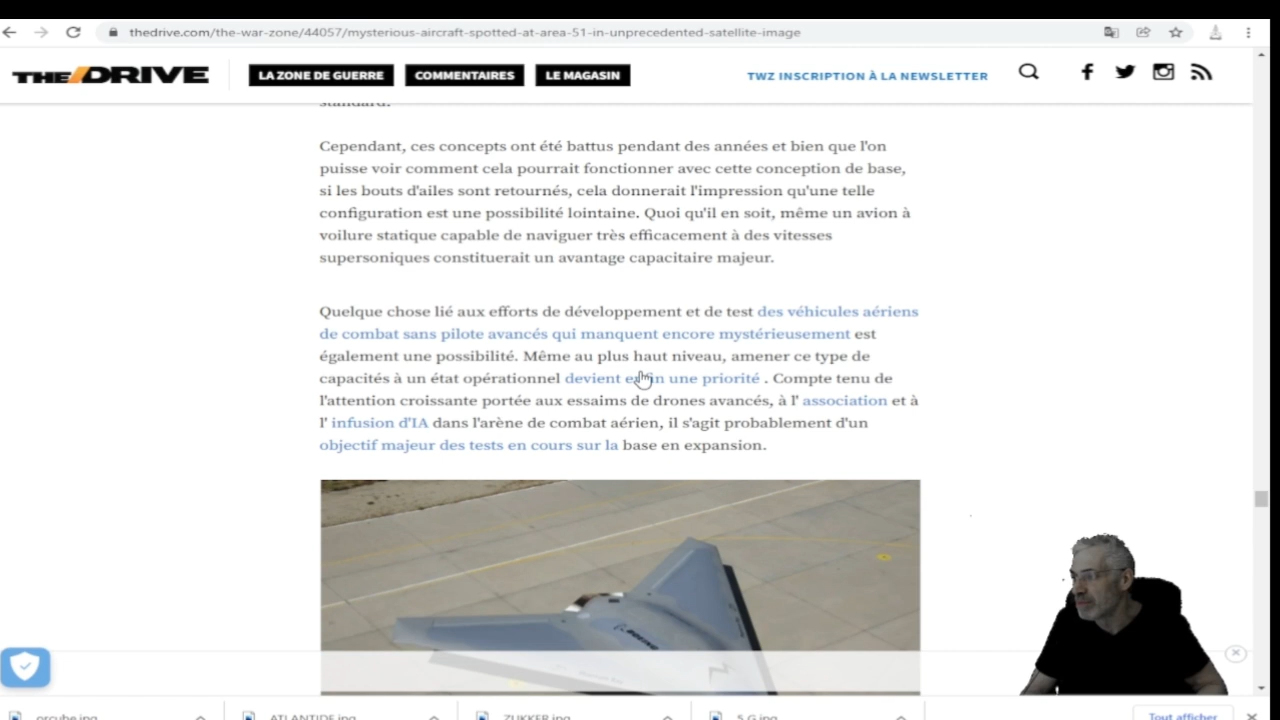 thedrive.com/the-war-zone/44057/mysterious-aircraft-spotted-at-area-51-in-unprecedented-satellite-image
THE/DRIVE
LA ZONE DE GUERRE
COMMENTAIRES
LE MAGASIN
TWZ INSCRIPTION À LA NEWSLETTER
standard.
Cependant, ces concepts ont été battus pendant des années et bien que l'on
puisse voir comment cela pourrait fonctionner avec cette conception de base,
si les bouts d'ailes sont retournés, cela donnerait l'impression qu'une telle
configuration est une possibilité lointaine. Quoi qu'il en soit, même un avion à
voilure statique capable de naviguer très efficacement à des vitesses
supersoniques constituerait un avantage capacitaire majeur.
Quelque chose lié aux efforts de développement et de test des véhicules aériens
de combat sans pilote avancés qui manquent encore mystérieusement est
également une possibilité. Même au plus haut niveau, amener ce type de
capacités à un état opérationnel devient enfin une priorité . Compte tenu de
l'attention croissante portée aux essaims de drones avancés, à l' association et à
l' infusion d'IA dans l'arène de combat aérien, il s'agit probablement d'un
objectif majeur des tests en cours sur la base en expansion.
BOEING
orcube.jpg
ATLANTIDE.jpg
ZUKKER.jpg
5 G.jpg
Tout afficher